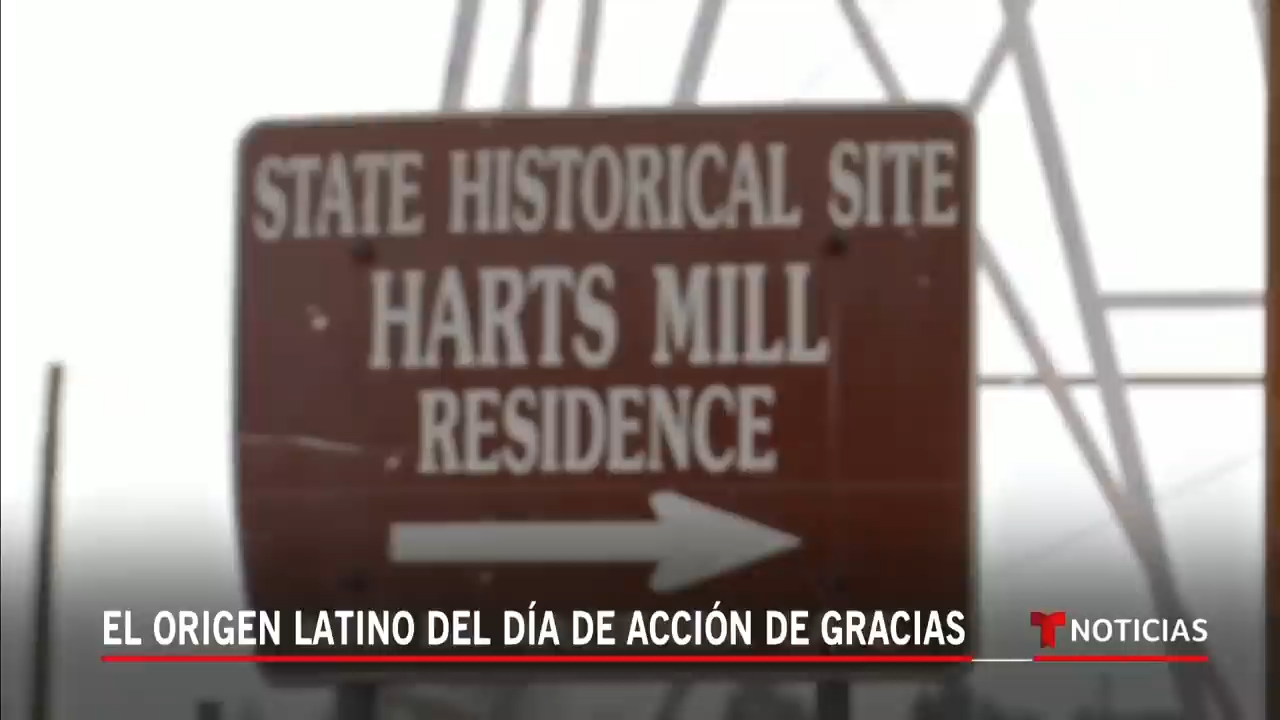 STATE HISTORICAL SITE
HARTS MILL
RESIDENCE
EL ORIGEN LATINO DEL DÍA DE ACCIÓN DE GRACIAS
NOTICIAS